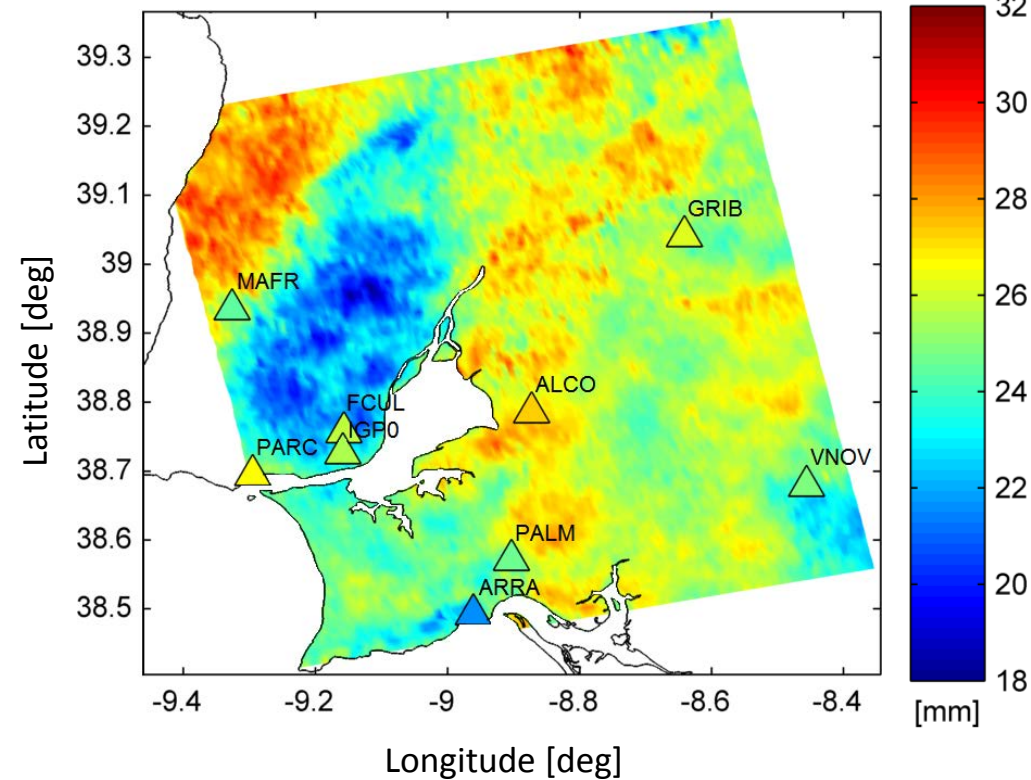 32
39.3
30
39.2
39.1
GRIB
28
39
MAFR
26
38.9
Latitude [deg]
ALCO
24
38.8
FCUL
IGP0
PARC
VNOV
38.7
22
PALM
38.6
ARRA
20
38.5
18
-9.4
-9.2
-9
-8.8
-8.6
-8.4
[mm]
Longitude [deg]